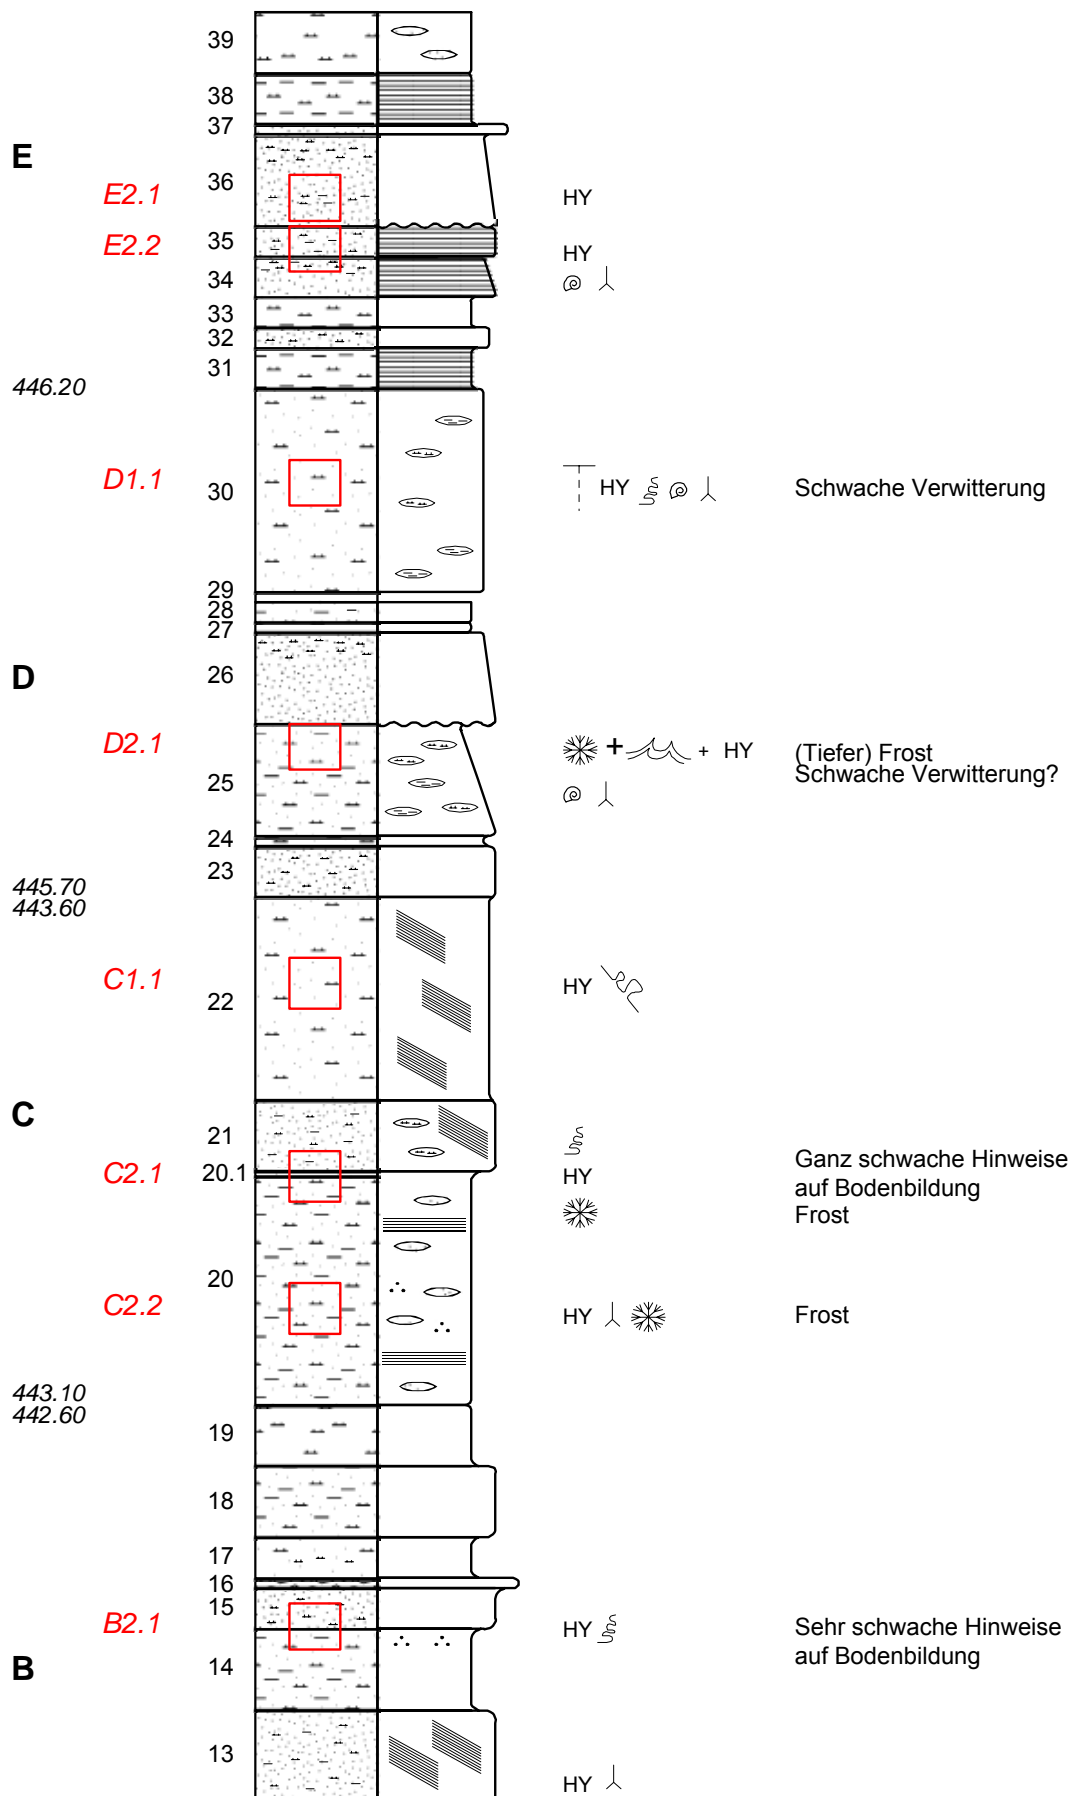 39
38
37
E
36
E2.1
HY
35
E2.2
HY
34
33
32
31
446.20
D1.1
30
HY
Schwache Verwitterung
29
28
27
26
D
D2.1
+ + HY
(Tiefer) Frost
Schwache Verwitterung?
25
24
23
445.70
443.60
C1.1
22
HY
C
21
C2.1
20.1
HY
Ganz schwache Hinweise
auf Bodenbildung
Frost
20
C2.2
HY
Frost
443.10
442.60
19
18
17
16
15
B2.1
HY
Sehr schwache Hinweise
auf Bodenbildung
B
14
13
HY